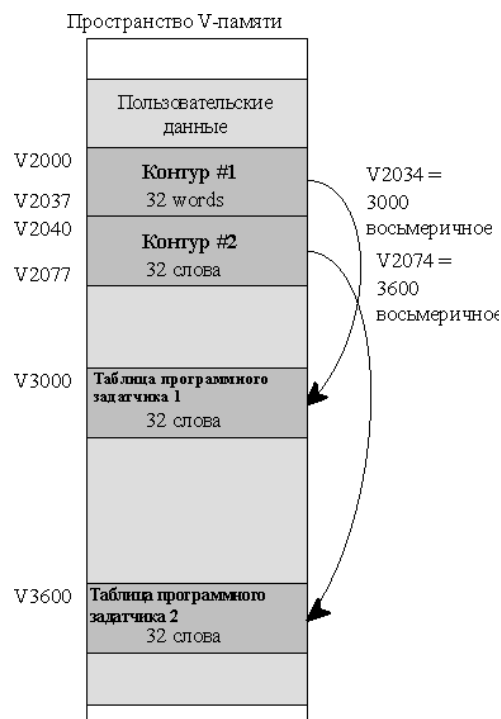 Пространство V-памяти
Пользовательские
данные
V2000
Контур #1
V2037
32 words
V2034 =
3000
восьмеричное
V2040
Контур #2
V2077
32 слова
V2074 =
3600
восьмеричное
V3000
Таблица программного
задатчика 1
32 слова
V3600
Таблица программного
задатчика 2
32 слова